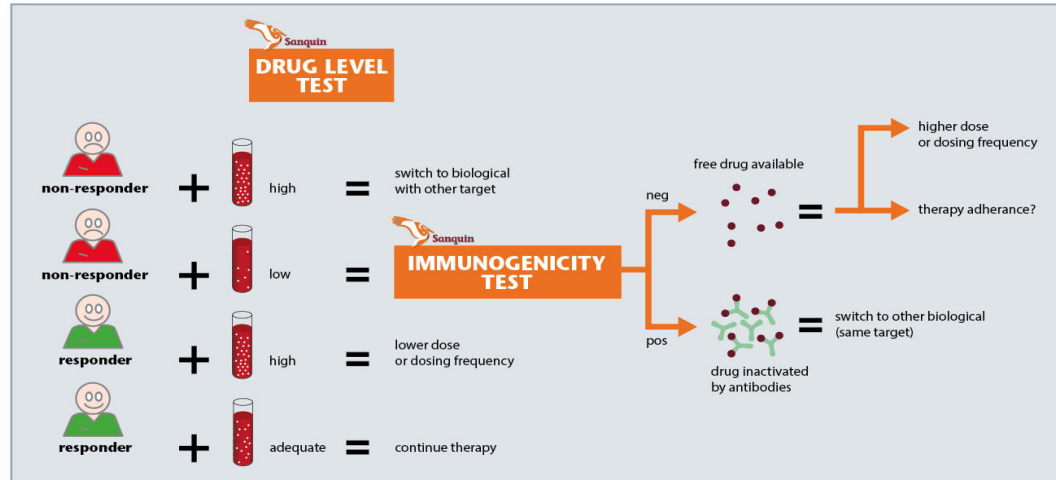 Sanquin
DRUG LEVEL
TEST
non-responder
high
switch to biological
with other target
non-responder
low
Sanquin
IMMUNOGENICITY
TEST
responder
high
lower dose
or dosing frequency
responder
adequate
continue therapy
neg
free drug available
higher dose
or dosing frequency
therapy adherance?
pos
drug inactivated
by antibodies
switch to other biological
(same target)